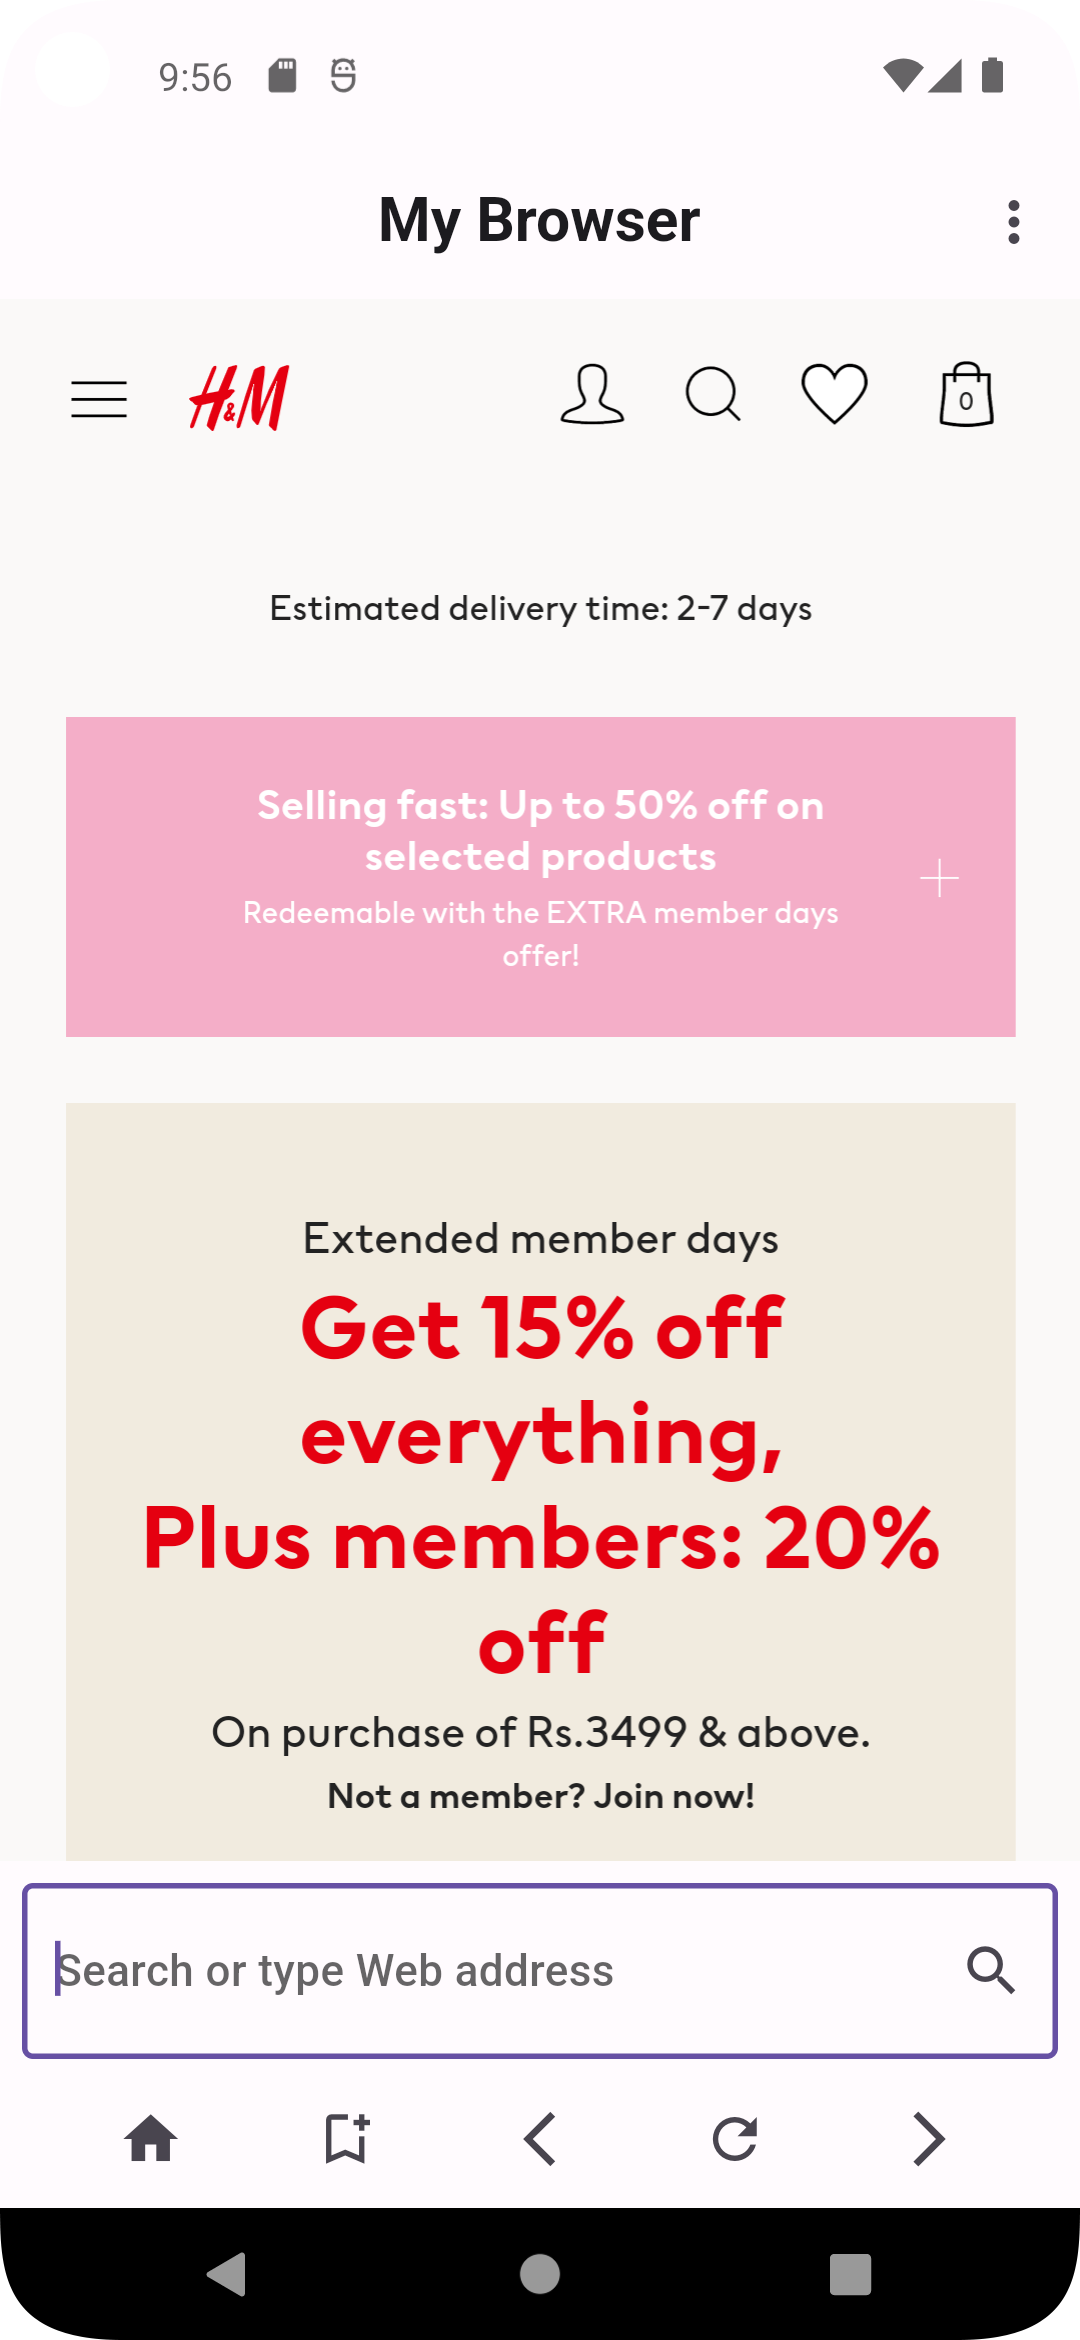 9:56
My Browser
H&M
0
Estimated delivery time: 2-7 days
Selling fast: Up to 50% off on
selected products
Redeemable with the EXTRA member days
offer!
Extended member days
Get 15% off
everything,
Plus members: 20%
off
On purchase of Rs.3499 & above.
Not a member? Join now!
Search or type Web address